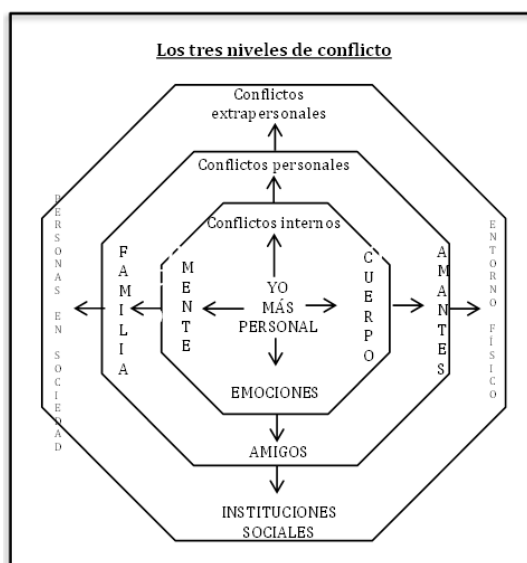 Los tres niveles de conflicto
Conflictos
extrapersonales
Conflictos personales
Conflictos internos
PERSONAS EN SOCIEDAD
FAMILIA
MENTE
YO
MÁS
PERSONAL
CUERPO
AMANTES
ENTORNO FÍSICO
EMOCIONES
AMIGOS
INSTITUCIONES
SOCIALES